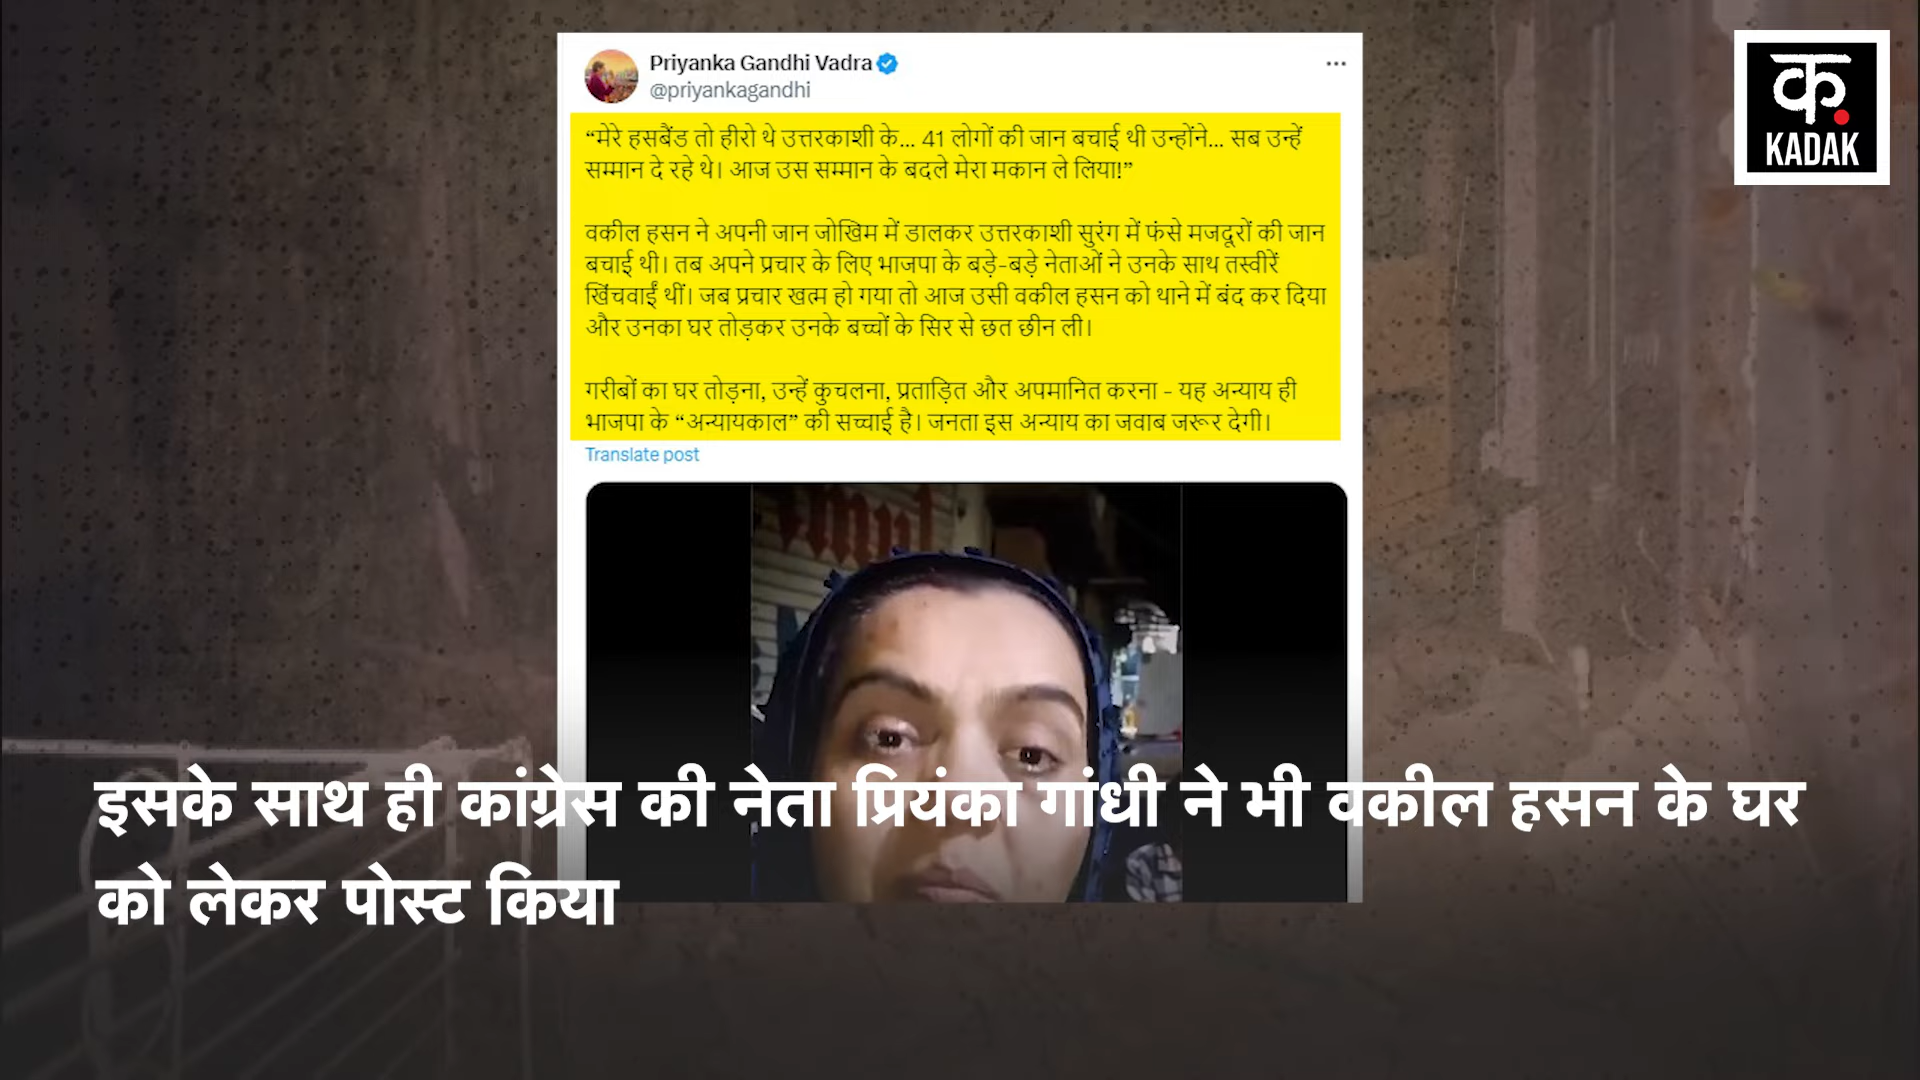 Priyanka Gandhi Vadra
@priyankagandhi
क
KADAK
“मेरे हसबैंड तो हीरो थे उत्तरकाशी के... 41 लोगों की जान बचाई थी उन्होंने... सब उन्हें
सम्मान दे रहे थे। आज उस सम्मान के बदले मेरा मकान ले लिया!”
वकील हसन ने अपनी जान जोखिम में डालकर उत्तरकाशी सुरंग में फंसे मजदूरों की जान
बचाई थी। तब अपने प्रचार के लिए भाजपा के बड़े-बड़े नेताओं ने उनके साथ तस्वीरें
खिंचवाईं थीं। जब प्रचार खत्म हो गया तो आज उसी वकील हसन को थाने में बंद कर दिया
और उनका घर तोड़कर उनके बच्चों के सिर से छत छीन ली।
गरीबों का घर तोड़ना, उन्हें कुचलना, प्रताड़ित और अपमानित करना - यह अन्याय ही
भाजपा के “अन्यायकाल” की सच्चाई है। जनता इस अन्याय का जवाब जरूर देगी।
Translate post
इसके साथ ही कांग्रेस की नेता प्रियंका गांधी ने भी वकील हसन के घर
को लेकर पोस्ट किया